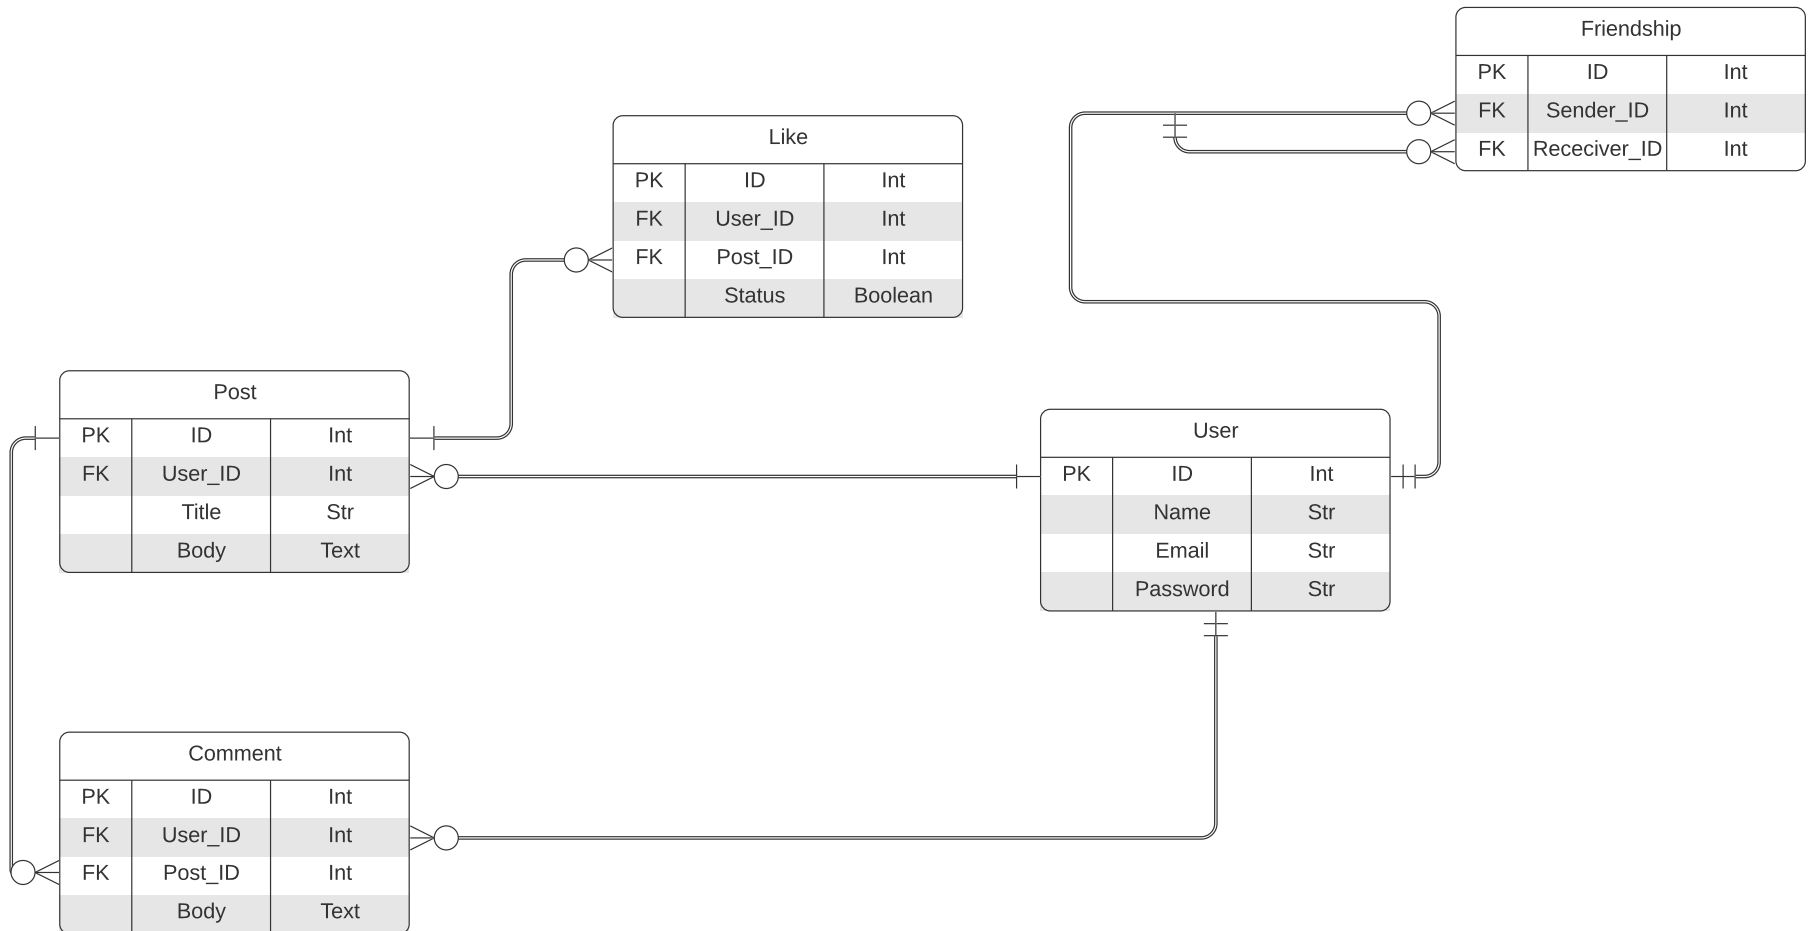 Friendship
PK ID Int
FK Sender_ID Int
FK Receciver_ID Int
Like
PK ID Int
FK User_ID Int
FK Post_ID Int
Status Boolean
Post
PK ID Int
FK User_ID Int
Title Str
Body Text
User
PK ID Int
Name Str
Email Str
Password Str
Comment
PK ID Int
FK User_ID Int
FK Post_ID Int
Body Text